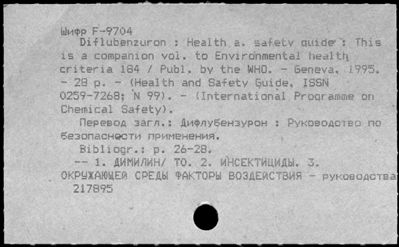 Шифр F-9704
Diflubenzuron : Health a. safety guide : This
is a companion vol. to Environmental health
criteria 184 / Publ. by the WHO. - Geneva, 1995.
- 28 p. - (Health and Safety Guide, ISSN
0259-7268; N 99). - (International Programme on
Chemical Safety).
Перевод загл.: Дифлубензурон : Руководство по
безопасности применения.
Bibliogr.: p. 26-28.
-- 1. ДИМИЛИН/ ТО. 2. ИНСЕКТИЦИДЫ. 3.
ОКРУЖАЮЩЕЙ СРЕДЫ ФАКТОРЫ ВОЗДЕЙСТВИЯ - руководства
217895